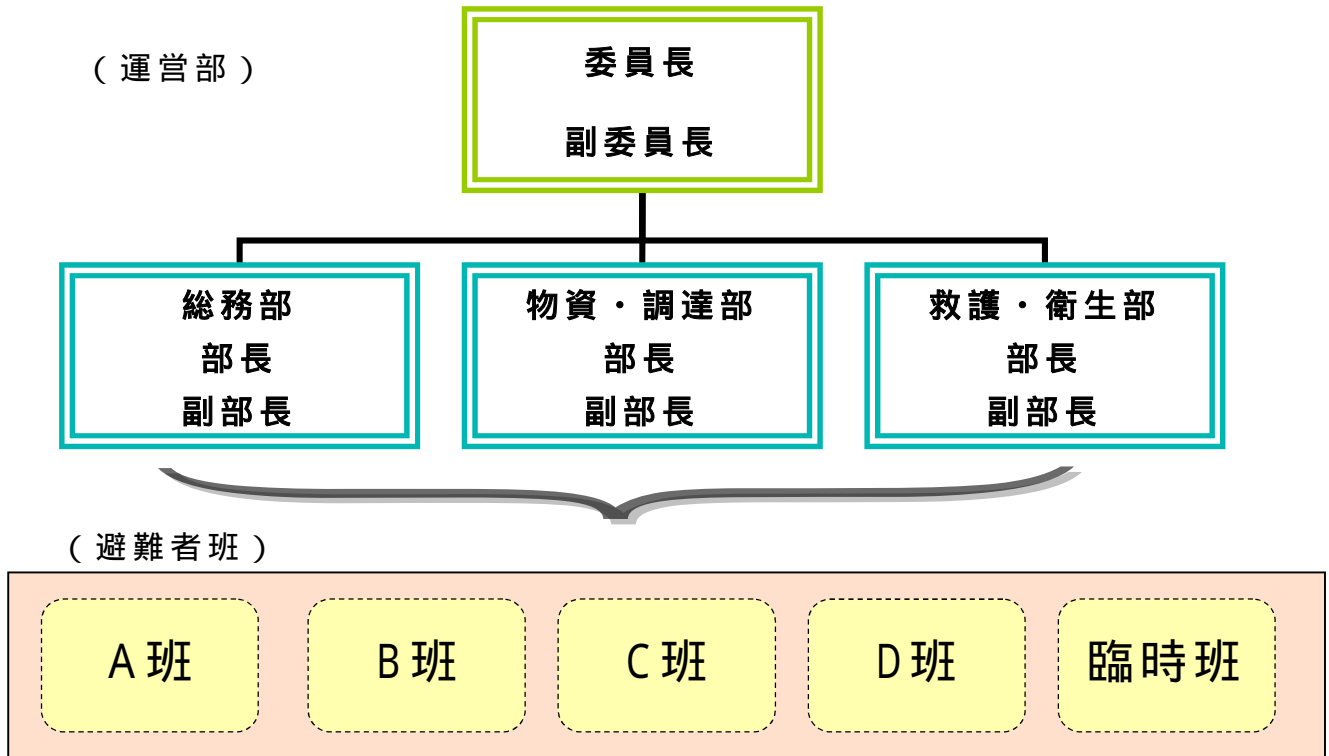 (運営部)
委員長
副委員長
総務部
部長
副部長
物資・調達部
部長
副部長
救護・衛生部
部長
副部長
(避難者班)
A班
B班
C班
D班
臨時班